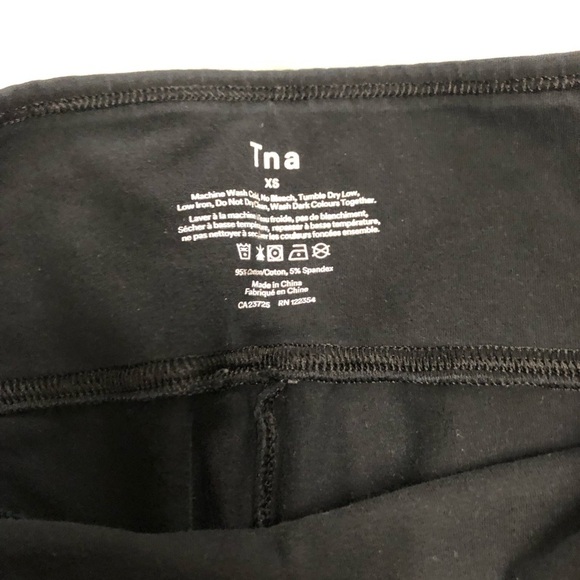 Tna
XS
Machine Wash Cold, No Bleach, Tumble Dry Low,
Low Iron, Do Not Dry Clean, Wash Dark Colours Together.
Laver à la machine à eau froide, pas de blanchiment,
Sécher à basse température, repasser à basse température,
ne pas nettoyer à sec, laver les couleurs foncées ensemble.
95% Cotton/Coton, 5% Spandex
Made in China
Fabriqué en Chine
CA23725 RN 122354